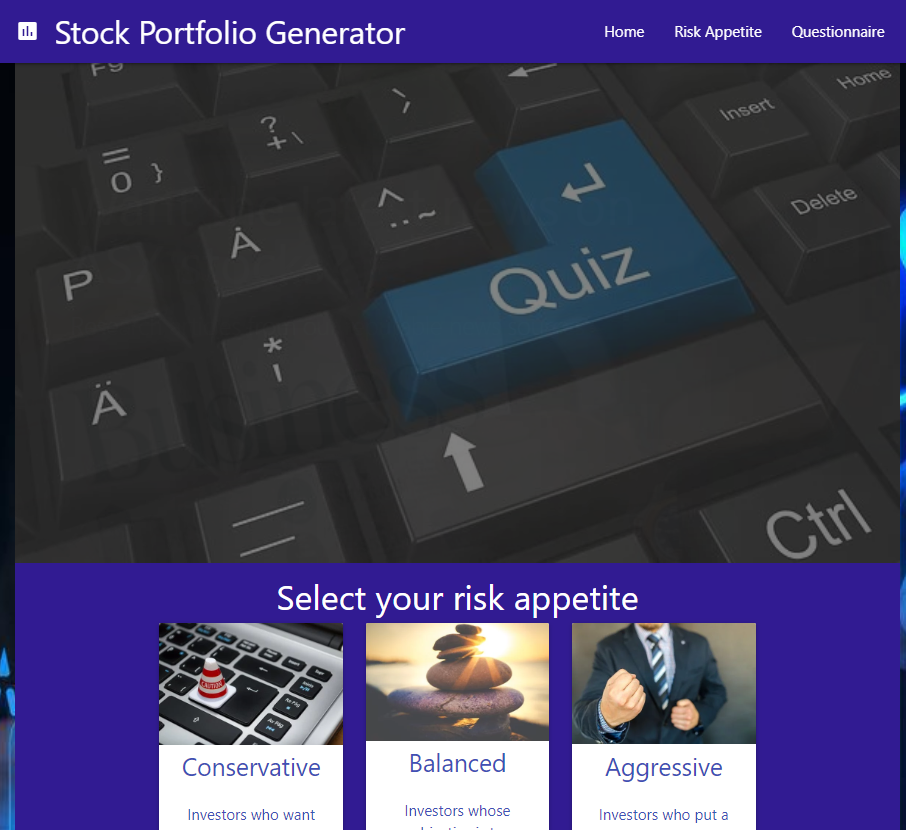 Stock Portfolio Generator
Home
Risk Appetite
Questionnaire
F9
Home
Insert
Delete
?
+ \
=
0 }
^
¨ ~
Å
P
Quiz
*
'
Ä
Ctrl
Select your risk appetite
CAUTION
Conservative
Balanced
Aggressive
Investors who want
Investors whose
Investors who put a